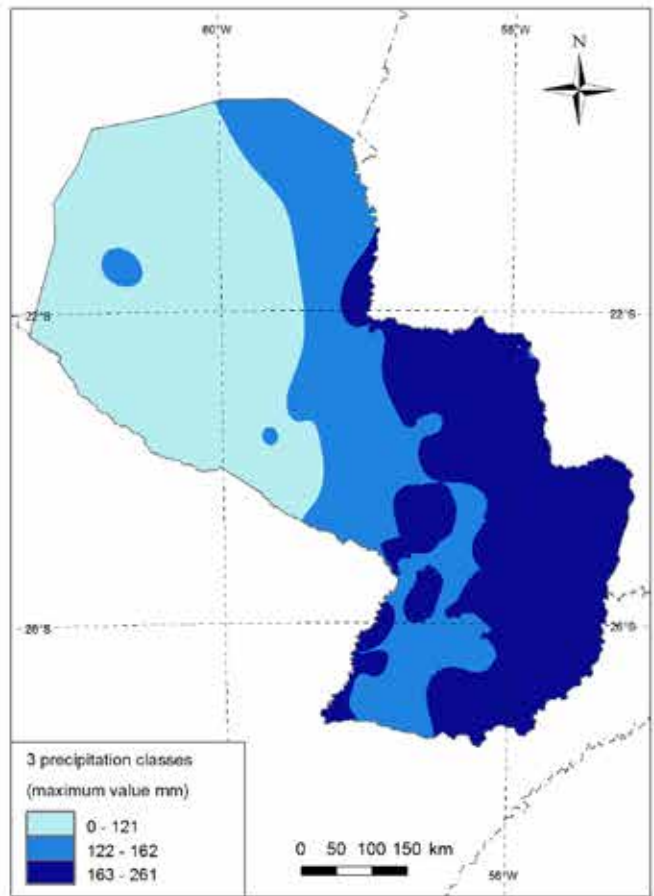 60°W
56°W
N
22°S
22°S
26°S
26°S
3 precipitation classes
(maximum value mm)
0 - 121
122 - 162
163 - 261
0 50 100 150 km
56°W